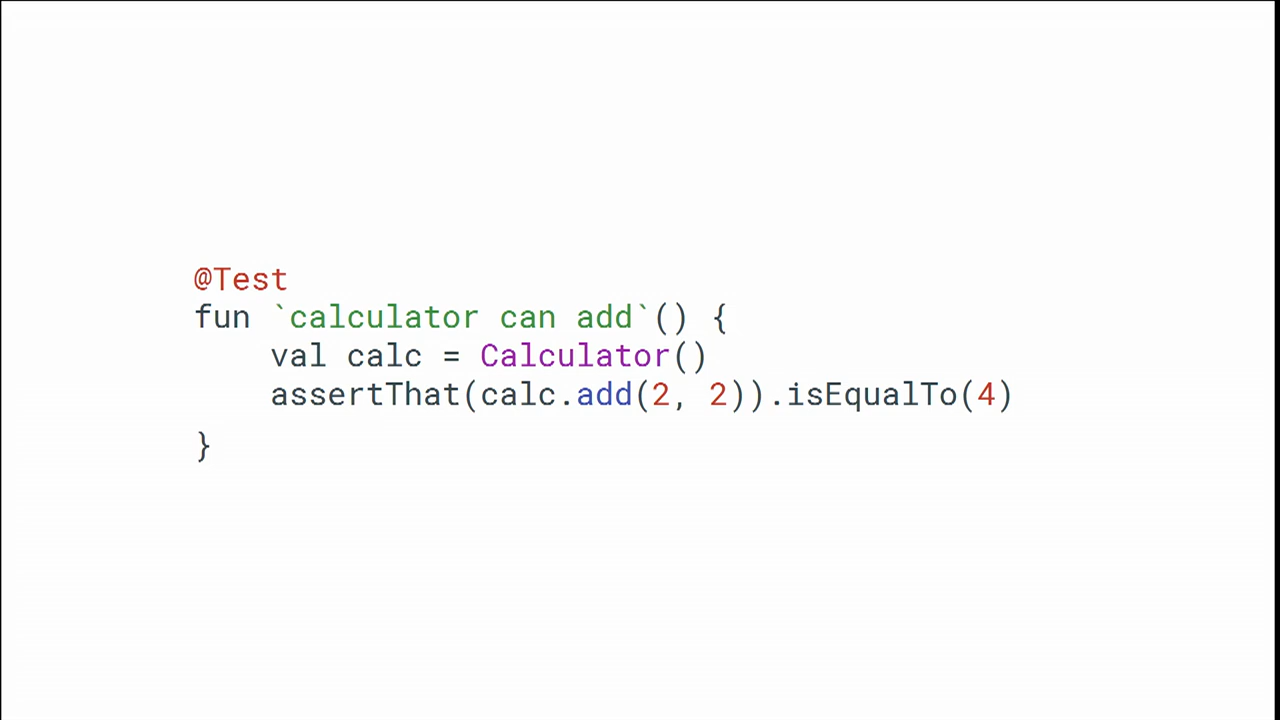 @Test
fun `calculator can add`() {
    val calc = Calculator()
    assertThat(calc.add(2, 2)).isEqualTo(4)
}